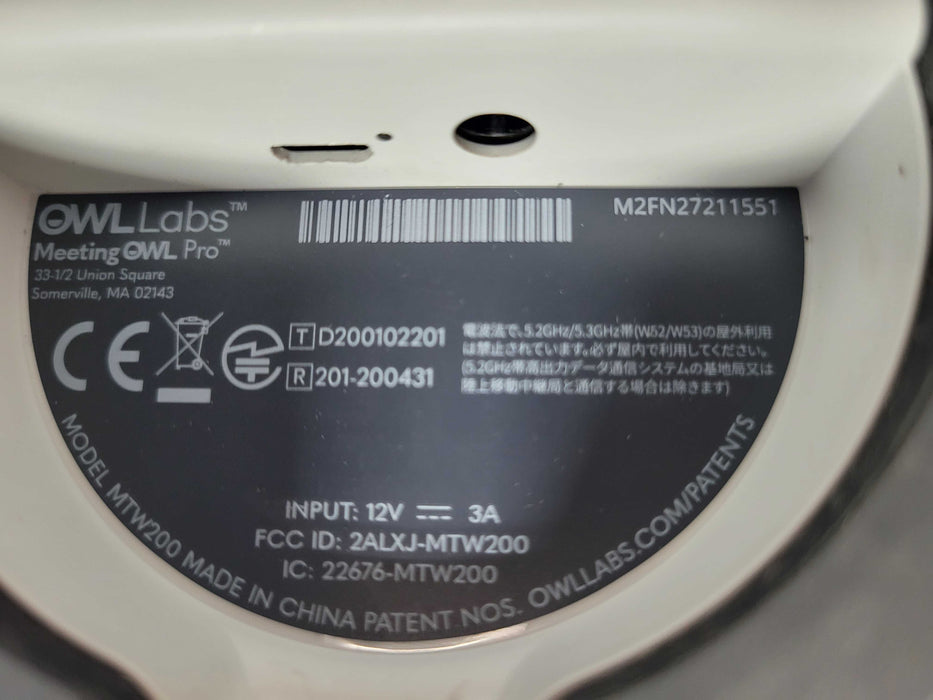 OWL Labs™
Meeting OWL Pro™
33-1/2 Union Square
Somerville, MA 02143
M2FN27211551
CE
T D200102201
R 201-200431
電波法で、5.2GHz/5.3GHz帯(W52/W53)の屋外利用
は禁止されています。必ず屋内で利用してください。
(5.2GHz帯高出力データ通信システムの基地局又は
陸上移動中継局と通信する場合は除きます)
INPUT: 12V ⎓ 3A
FCC ID: 2ALXJ-MTW200
IC: 22676-MTW200
MODEL MTW200 MADE IN CHINA PATENT NOS. OWLLABS.COM/PATENTS